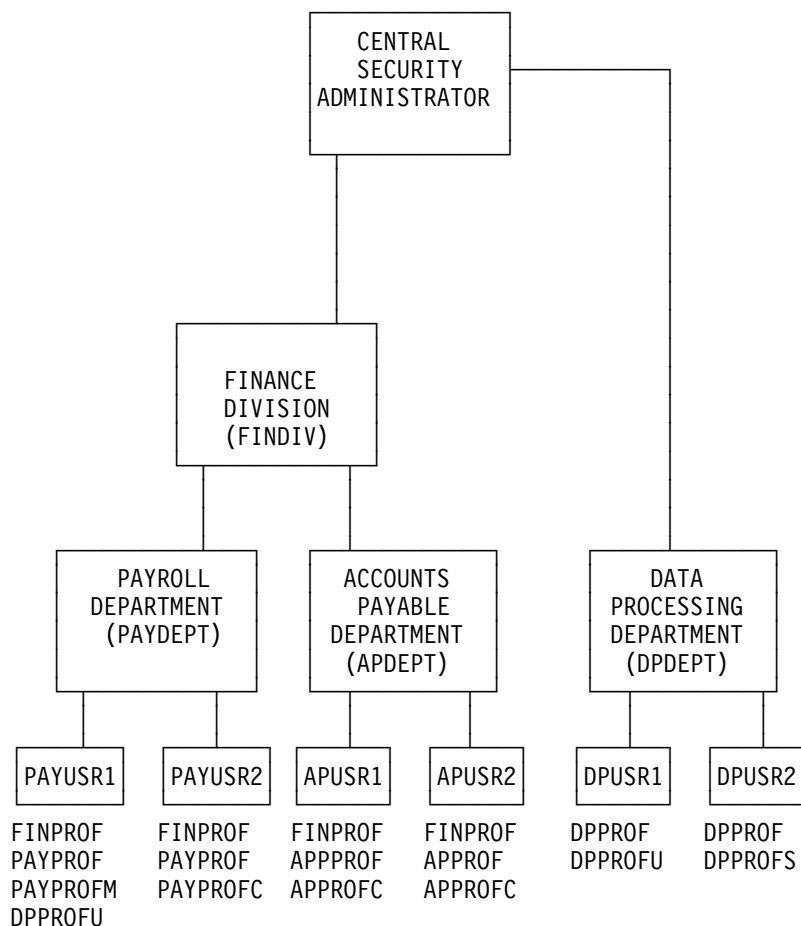 CENTRAL
SECURITY
ADMINISTRATOR
FINANCE
DIVISION
(FINDIV)
PAYROLL
DEPARTMENT
(PAYDEPT)
ACCOUNTS
PAYABLE
DEPARTMENT
(APDEPT)
DATA
PROCESSING
DEPARTMENT
(DPDEPT)
PAYUSR1
FINPROF
PAYPROF
PAYPROFM
DPPROFU
PAYUSR2
FINPROF
PAYPROF
PAYPROFC
APUSR1
FINPROF
APPPROF
APPROFC
APUSR2
FINPROF
APPROF
APPROFC
DPUSR1
DPPROF
DPPROFU
DPUSR2
DPPROF
DPPROFS